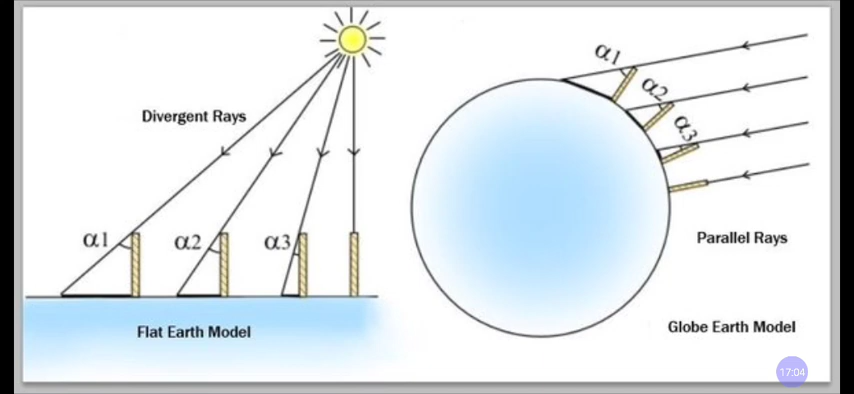 Divergent Rays
α1
α2
α3
Flat Earth Model
α1
α2
α3
Parallel Rays
Globe Earth Model
17:04